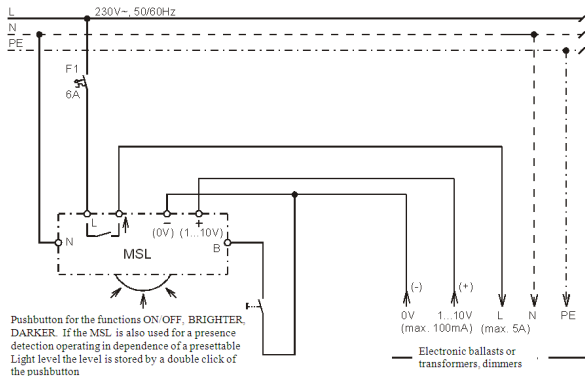 L
230V~, 50/60Hz
N
PE
F1
6A
L
−
+
(0V) (1...10V)
N
B
MSL
(-)
(+)
0V
1...10V
L
N
PE
(max. 100mA)
(max. 5A)
Pushbutton for the functions ON/OFF, BRIGHTER,
DARKER. If the MSL is also used for a presence
detection operating in dependence of a presettable
Light level the level is stored by a double click of
the pushbutton
Electronic ballasts or
transformers, dimmers